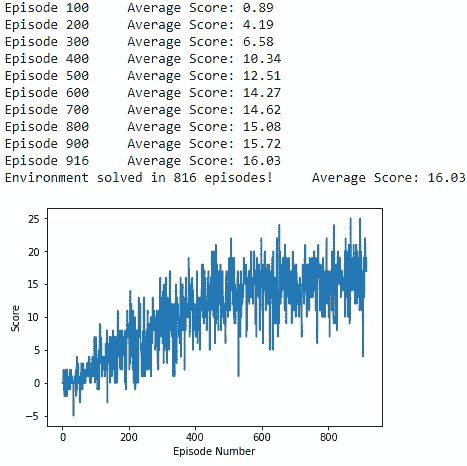 Episode 100 Average Score: 0.89
Episode 200 Average Score: 4.19
Episode 300 Average Score: 6.58
Episode 400 Average Score: 10.34
Episode 500 Average Score: 12.51
Episode 600 Average Score: 14.27
Episode 700 Average Score: 14.62
Episode 800 Average Score: 15.08
Episode 900 Average Score: 15.72
Episode 916 Average Score: 16.03
Environment solved in 816 episodes! Average Score: 16.03
25
20
15
10
5
0
−5
Score
0 200 400 600 800
Episode Number